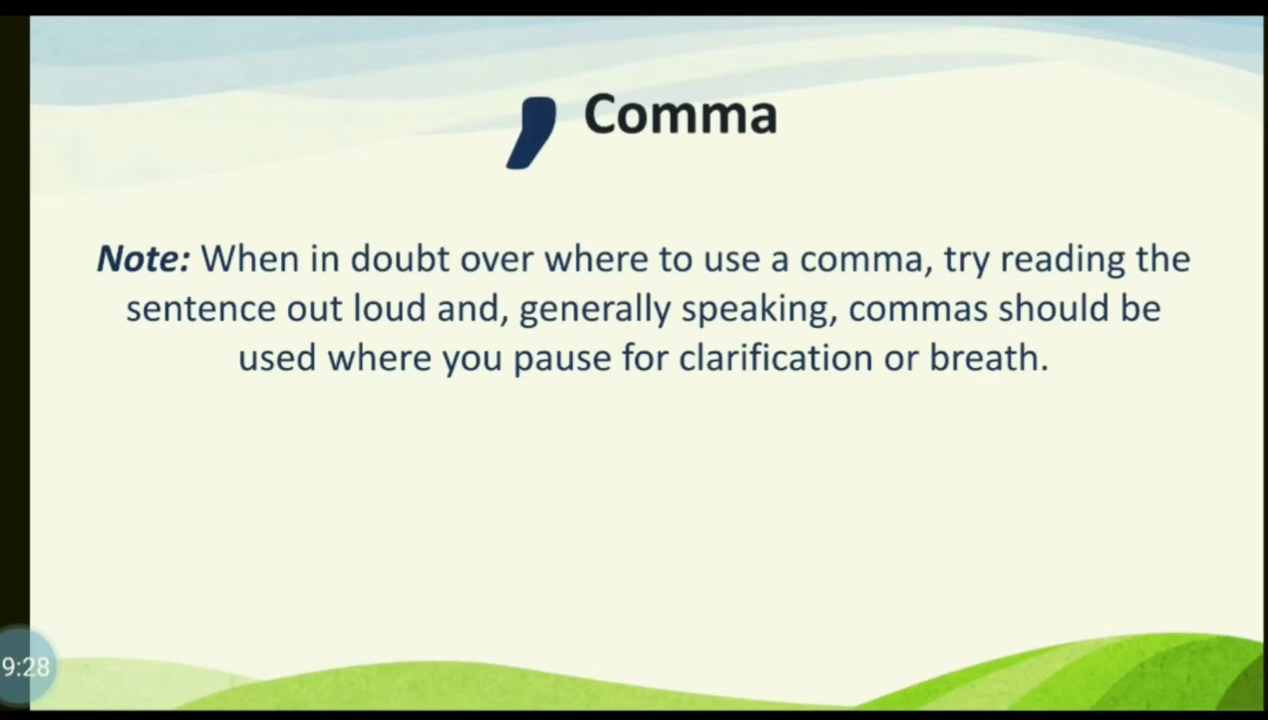 , Comma
Note: When in doubt over where to use a comma, try reading the
sentence out loud and, generally speaking, commas should be
used where you pause for clarification or breath.
9:28